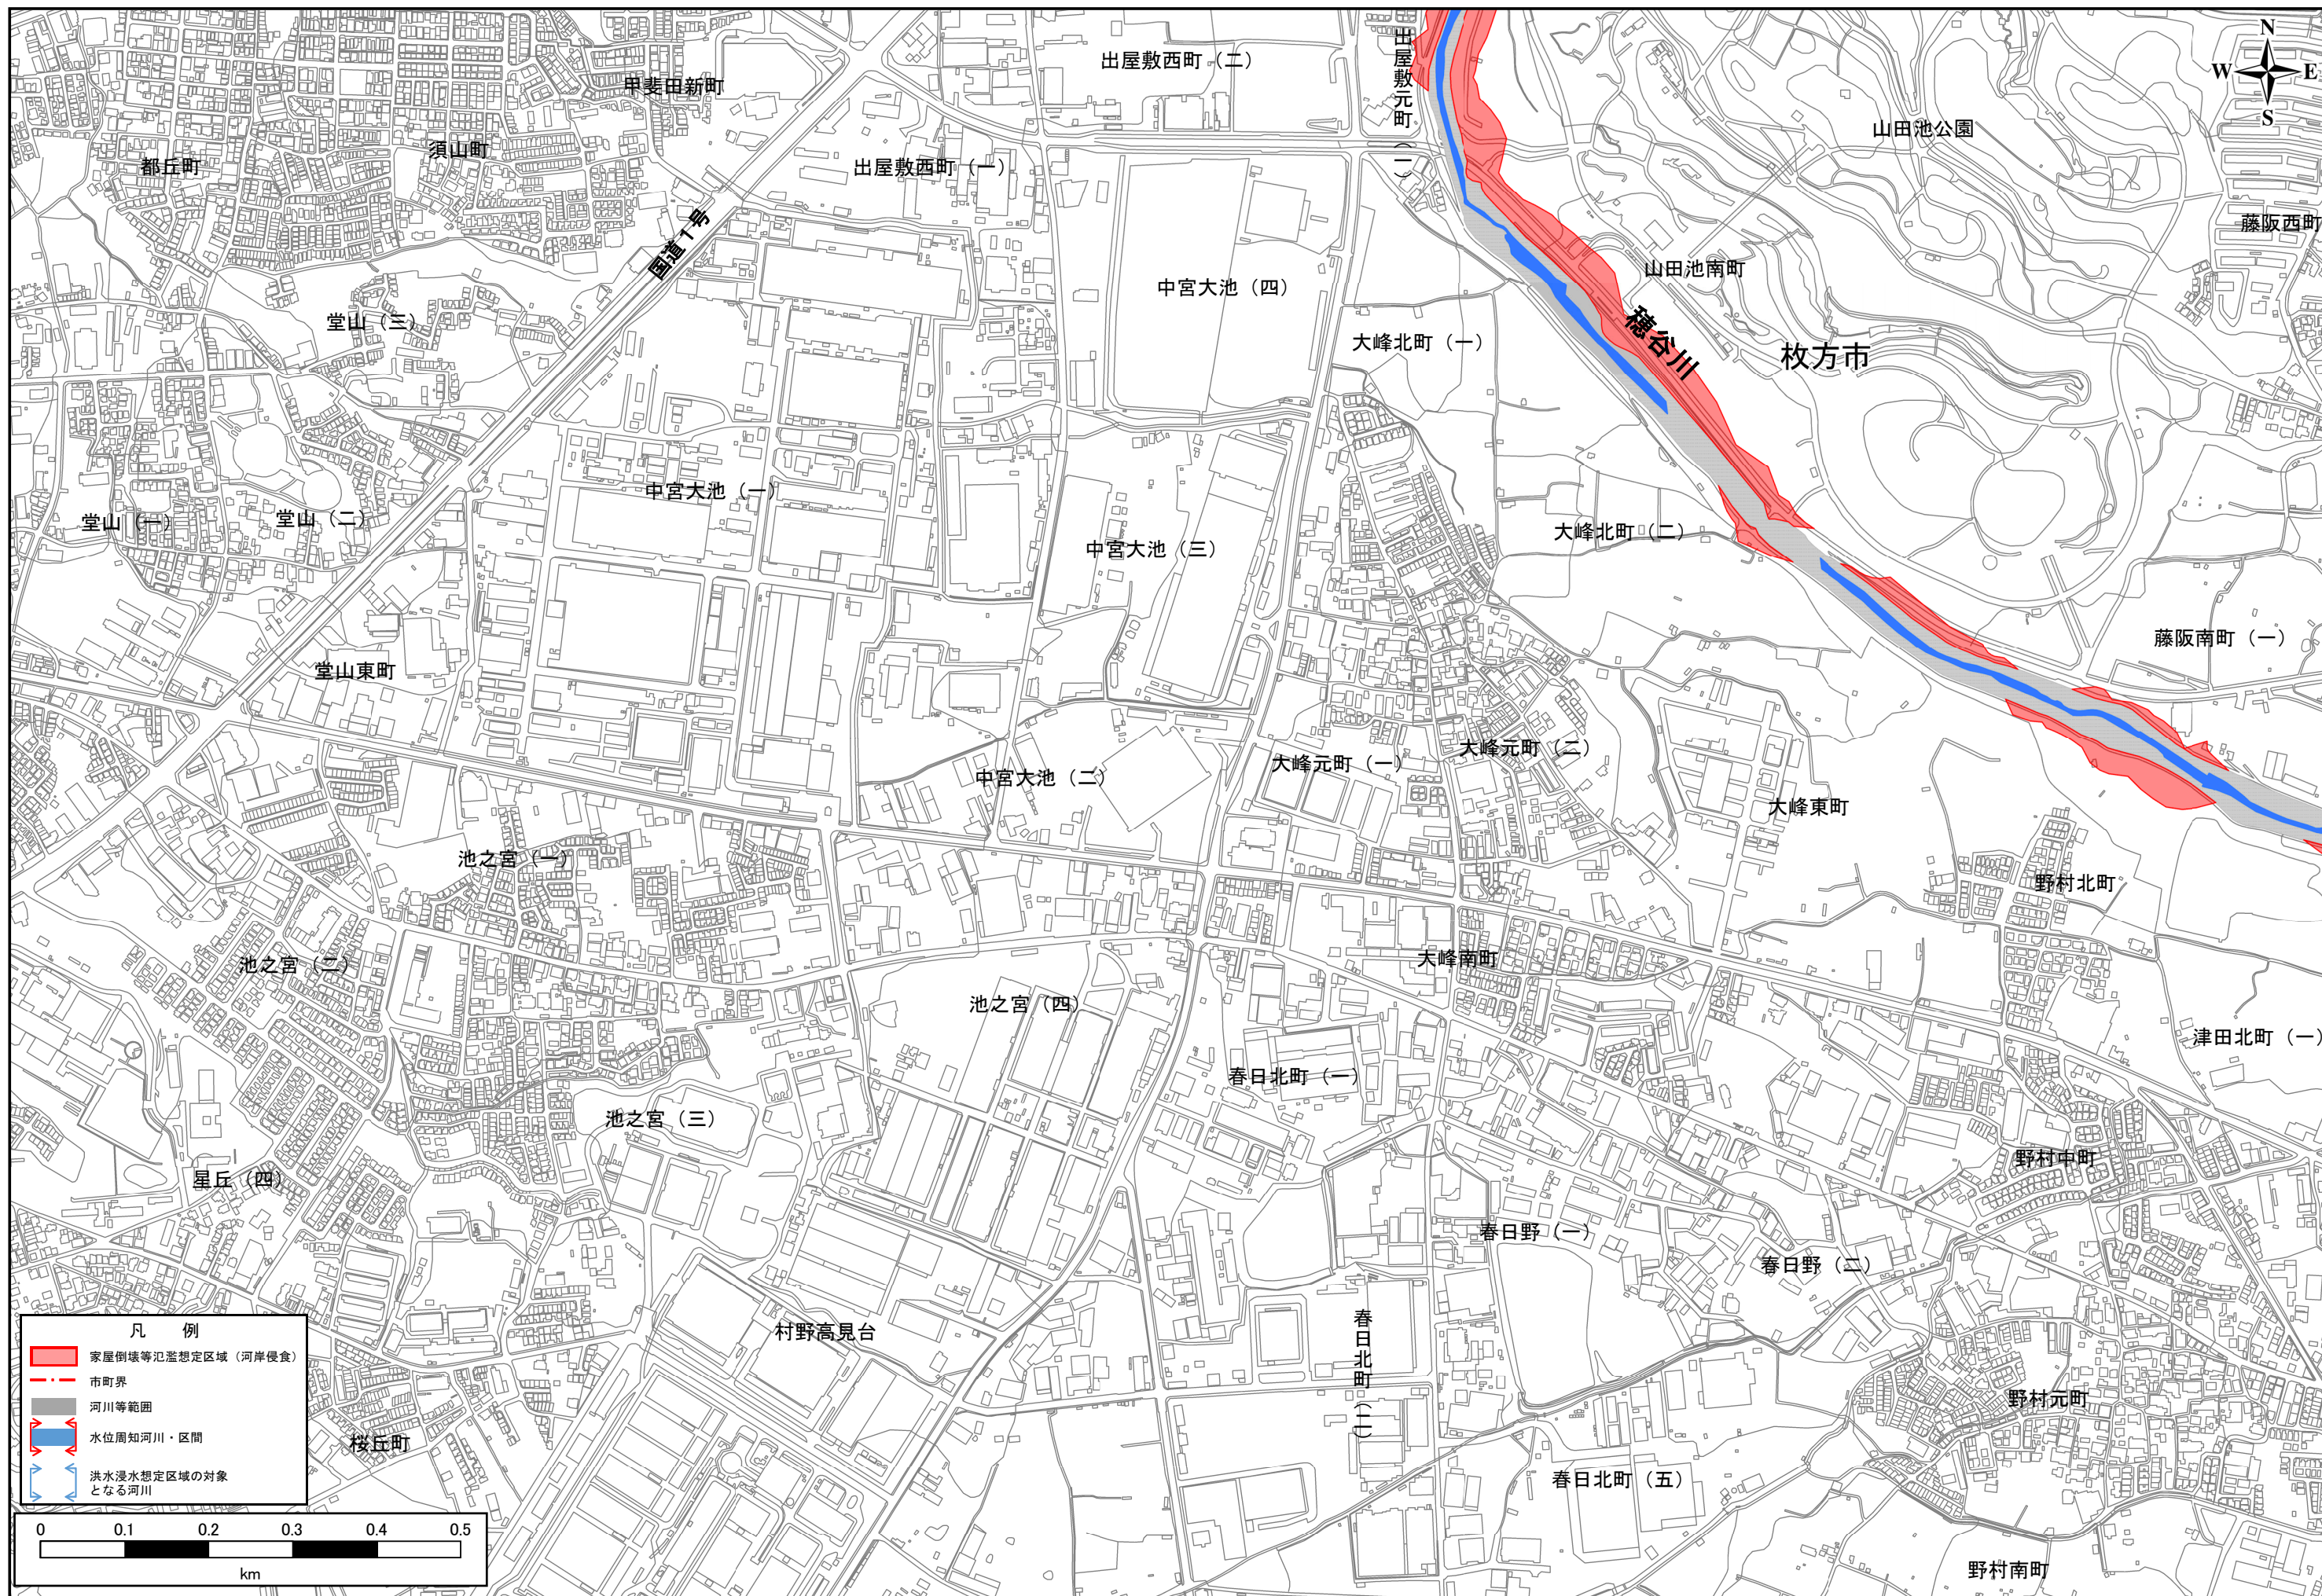 出屋敷西町（二）
出屋敷元町（一）
甲斐田新町
N
W
E
S
山田池公園
須山町
都丘町
出屋敷西町（一）
藤阪西町
国道1号
山田池南町
中宮大池（四）
堂山（三）
穂谷川
大峰北町（一）
枚方市
中宮大池（一）
堂山（一）
堂山（二）
大峰北町（二）
中宮大池（三）
藤阪南町（一）
堂山東町
大峰元町（二）
大峰元町（一）
中宮大池（二）
大峰東町
池之宮（一）
野村北町
大峰南町
池之宮（二）
池之宮（四）
津田北町（一）
春日北町（一）
池之宮（三）
野村中町
星丘（四）
春日野（一）
春日野（二）
村野高見台
春日北町（二）
野村元町
桜丘町
春日北町（五）
野村南町
凡　例
家屋倒壊等氾濫想定区域（河岸侵食）
市町界
河川等範囲
水位周知河川・区間
洪水浸水想定区域の対象
となる河川
0 0.1 0.2 0.3 0.4 0.5
km